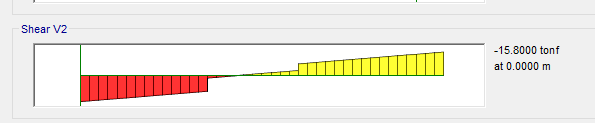 Shear V2
-15.8000 tonf
at 0.0000 m